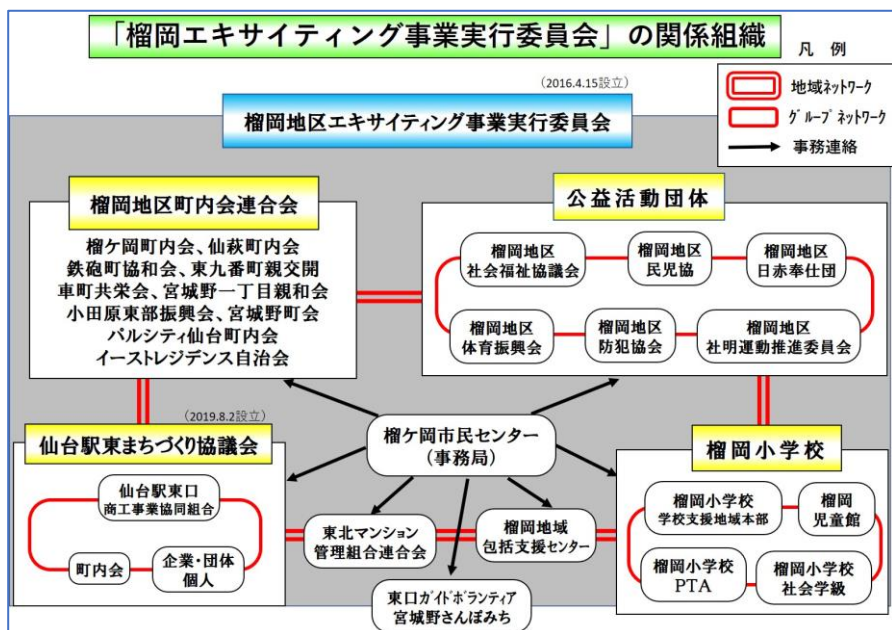 「榴岡エキサイティング事業実行委員会」の関係組織
凡 例
地域ネットワーク
グループネットワーク
事務連絡
(2016.4.15設立)
榴岡地区エキサイティング事業実行委員会
榴岡地区町内会連合会
榴ケ岡町内会、仙萩町内会
鉄砲町協和会、東九番町親交開
車町共栄会、宮城野一丁目親和会
小田原東部振興会、宮城野町会
パルシティ仙台町内会
イーストレジデンス自治会
公益活動団体
榴岡地区
社会福祉協議会
榴岡地区
民児協
榴岡地区
日赤奉仕団
榴岡地区
体育振興会
榴岡地区
防犯協会
榴岡地区
社明運動推進委員会
(2019.8.2設立)
仙台駅東まちづくり協議会
仙台駅東口
商工事業協同組合
町内会
企業・団体
個人
榴ケ岡市民センター
(事務局)
東北マンション
管理組合連合会
榴岡地域
包括支援センター
東口ガイドボランティア
宮城野さんぽみち
榴岡小学校
榴岡小学校
学校支援地域本部
榴岡
児童館
榴岡小学校
PTA
榴岡小学校
社会学級